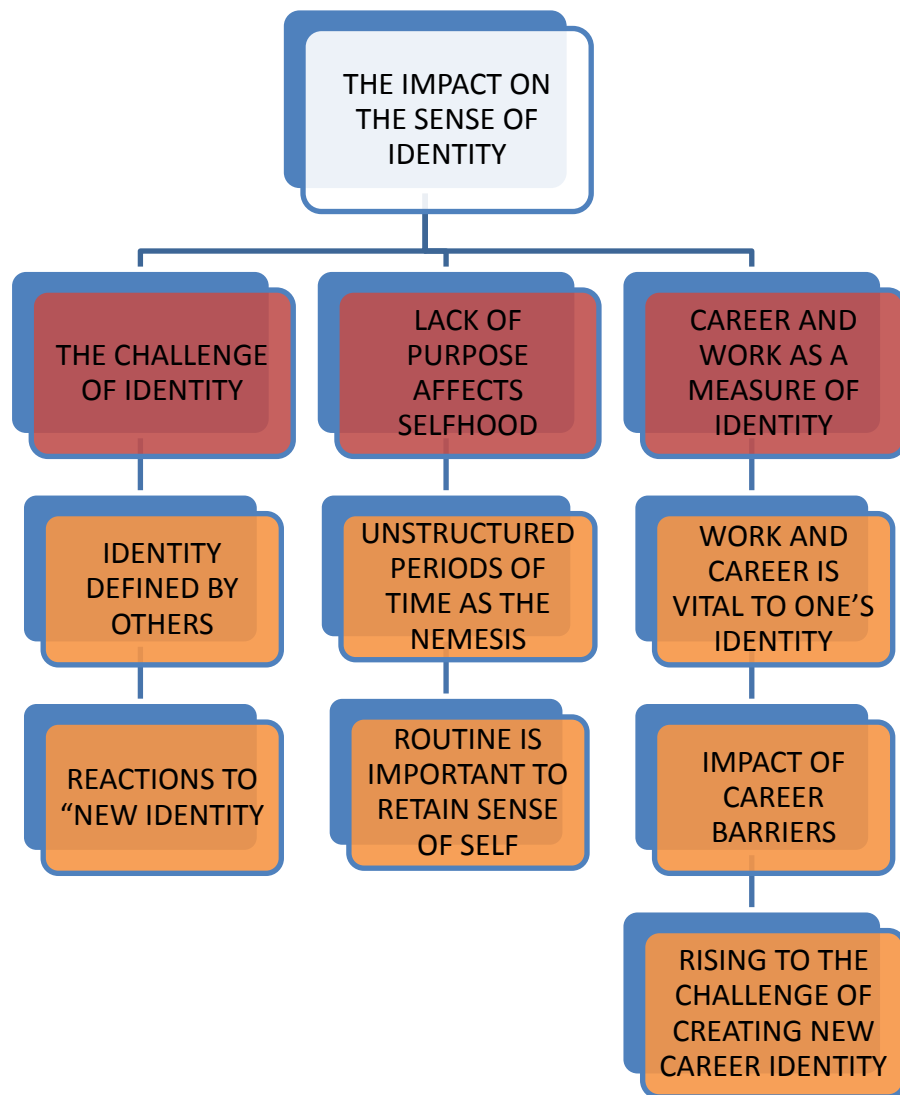 THE IMPACT ON
THE SENSE OF
IDENTITY
THE CHALLENGE
OF IDENTITY
LACK OF
PURPOSE
AFFECTS
SELFHOOD
CAREER AND
WORK AS A
MEASURE OF
IDENTITY
IDENTITY
DEFINED BY
OTHERS
UNSTRUCTURED
PERIODS OF
TIME AS THE
NEMESIS
WORK AND
CAREER IS
VITAL TO ONE’S
IDENTITY
REACTIONS TO
“NEW IDENTITY
ROUTINE IS
IMPORTANT TO
RETAIN SENSE
OF SELF
IMPACT OF
CAREER
BARRIERS
RISING TO THE
CHALLENGE OF
CREATING NEW
CAREER IDENTITY